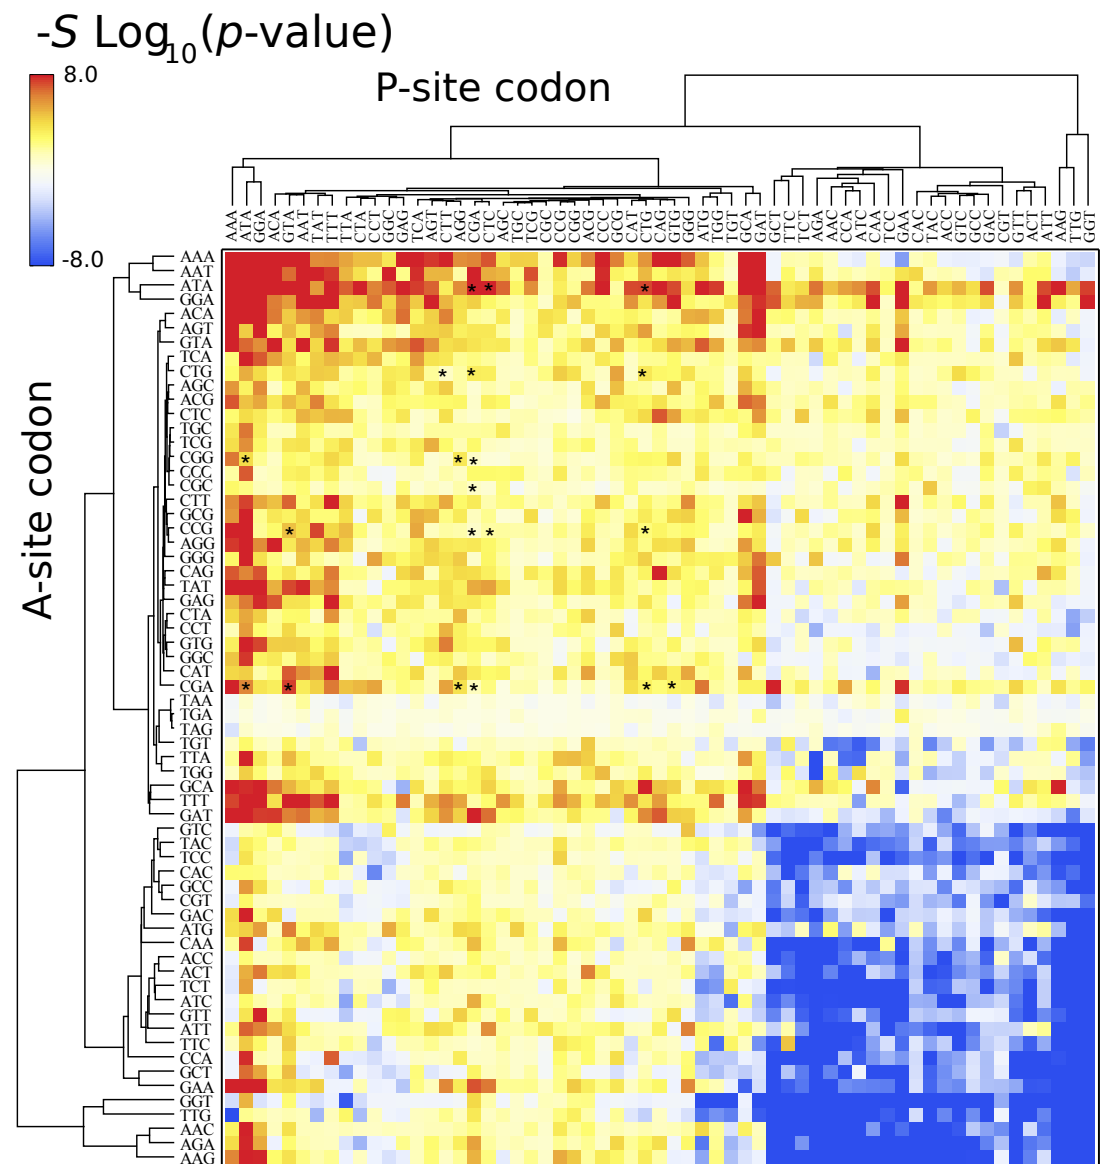 -S Log10(p-value)
8.0
-8.0
P-site codon
AAA ATA GGA ACA GTA AAT TAT TTT TTA CTA CCT GGC GAG TCA AGT CTT AGG CGA CTC AGC TGC TCG CGC CCG CGG ACG CCC GCG CAT CTG CAG GTG GGG ATG TGG TGT GCA GAT GCT TTC TCT AGA AAC CCA ATC CAA TCC GAA CAC TAC ACC GTC GCC GAC CGT GTT ACT ATT AAG TTG GGT
A-site codon
AAA
AAT
ATA
GGA
ACA
AGT
GTA
TCA
CTG
AGC
ACG
CTC
TGC
TCG
CGG
CCC
CGC
CTT
GCG
CCG
AGG
GGG
CAG
TAT
GAG
CTA
CCT
GTG
GGC
CAT
CGA
TAA
TGA
TAG
TGT
TTA
TGG
GCA
TTT
GAT
GTC
TAC
TCC
CAC
GCC
CGT
GAC
ATG
CAA
ACC
ACT
TCT
ATC
GTT
ATT
TTC
CCA
GCT
GAA
GGT
TTG
AAC
AGA
AAG